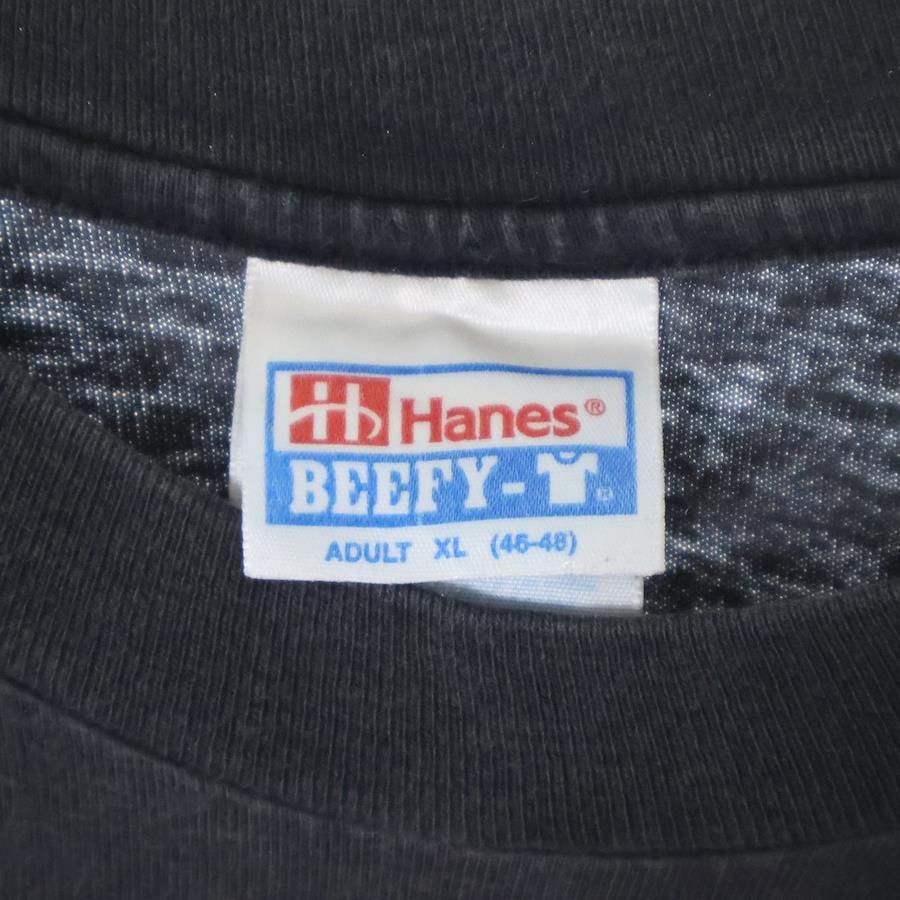 Hanes®
BEEFY-®
ADULT XL (46-48)